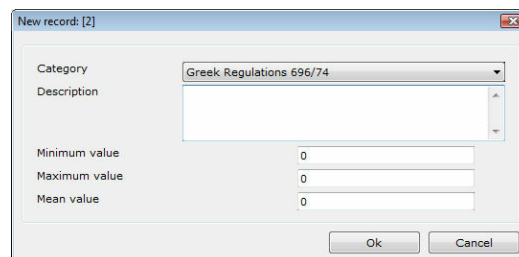 New record: [2]
Category
Greek Regulations 696/74
Description
Minimum value
0
Maximum value
0
Mean value
0
Ok
Cancel